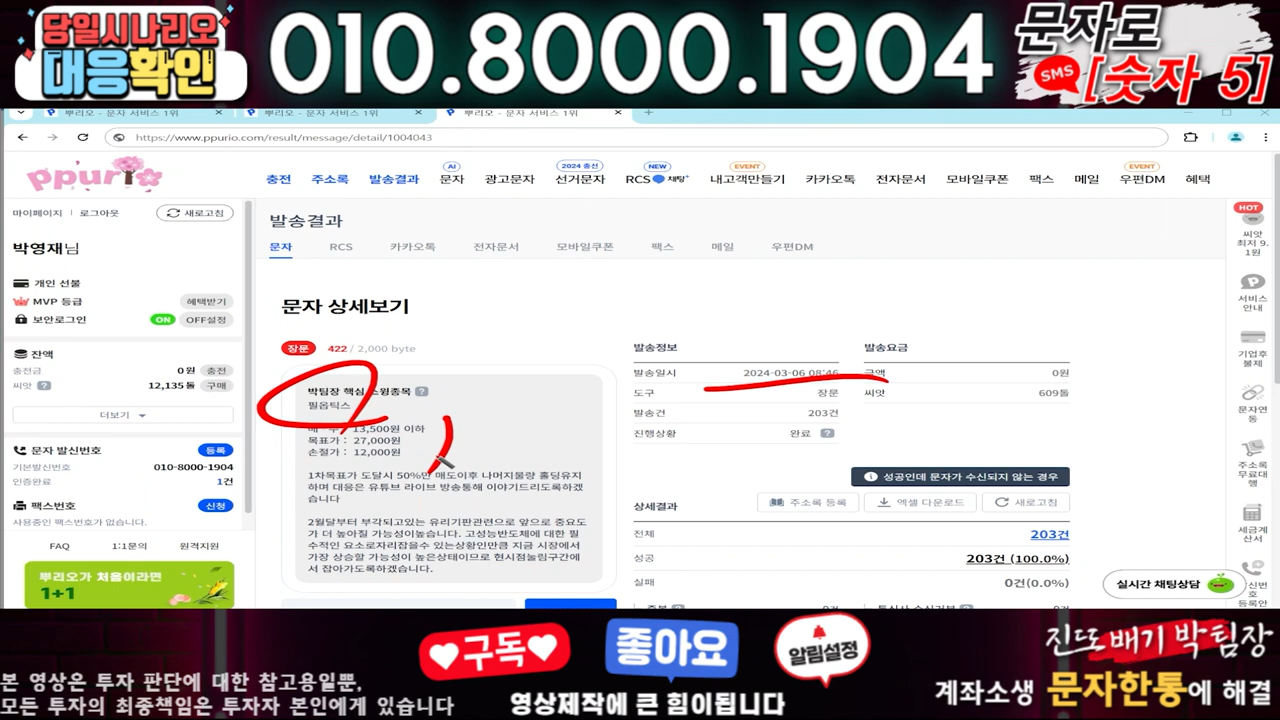 당일시나리오
대응확인
010.8000.1904
문자로
SMS
[숫자 5]
뿌리오 - 문자 서비스 1위
뿌리오 - 문자 서비스 1위
뿌리오 - 문자 서비스 1위
https://www.ppurio.com/result/message/detail/1004043
ppurio
충전
주소록
발송결과
AI
문자
광고문자
2024 총선
선거문자
NEW
RCS 채팅+
EVENT
내고객만들기
카카오톡
전자문서
모바일쿠폰
팩스
메일
EVENT
우편DM
혜택
마이페이지 | 로그아웃
새로고침
박영재님
개인 선불
MVP 등급
혜택받기
보안로그인
ON
OFF설정
잔액
충전금
0원
충전
씨앗 ?
12,135톨
구매
더보기
문자 발신번호
등록
기본발신번호
010-8000-1904
인증완료
1건
팩스번호
신청
사용중인 팩스번호가 없습니다.
FAQ
1:1문의
원격지원
뿌리오가 처음이라면
1+1
발송결과
문자
RCS
카카오톡
전자문서
모바일쿠폰
팩스
메일
우편DM
문자 상세보기
장문
422 / 2,000 byte
박팀장 핵심
필옵틱스
13,500원 이하
목표가 : 27,000원
손절가 : 12,000원
1차목표가 도달시 50%만 매도이후 나머지물량 홀딩유지
하며 대응은 유튜브 라이브 방송통해 이야기드리도록하겠
습니다
2월달부터 부각되고있는 유리기판관련으로 앞으로 중요도
가 더 높아질 가능성이높습니다. 고성능반도체에 대한 필
수적인 요소로자리잡을수 있는상황인만큼 지금 시장에서
가장 상승할 가능성이 높은상태이므로 현시점눌림구간에
서 잡아가도록하겠습니다.
발송정보
발송일시
2024-03-06 08:46
도구
장문
발송건
203건
진행상황
완료 ?
발송요금
금액
0원
씨앗
609톨
성공인데 문자가 수신되지 않는 경우
상세결과
주소록 등록
엑셀 다운로드
새로고침
전체
203건
성공
203건 (100.0%)
실패
0건(0.0%)
HOT
씨앗
최저 9.
1원
서비스
안내
기업후
불제
문자연
동
주소록
무료대
행
세금계
산서
실시간 채팅상담
구독
좋아요
알림설정
영상제작에 큰 힘이됩니다
본 영상은 투자 판단에 대한 참고용일뿐,
모든 투자의 최종책임은 투자자 본인에게 있습니다
진또배기 박팀장
계좌소생 문자한통에 해결